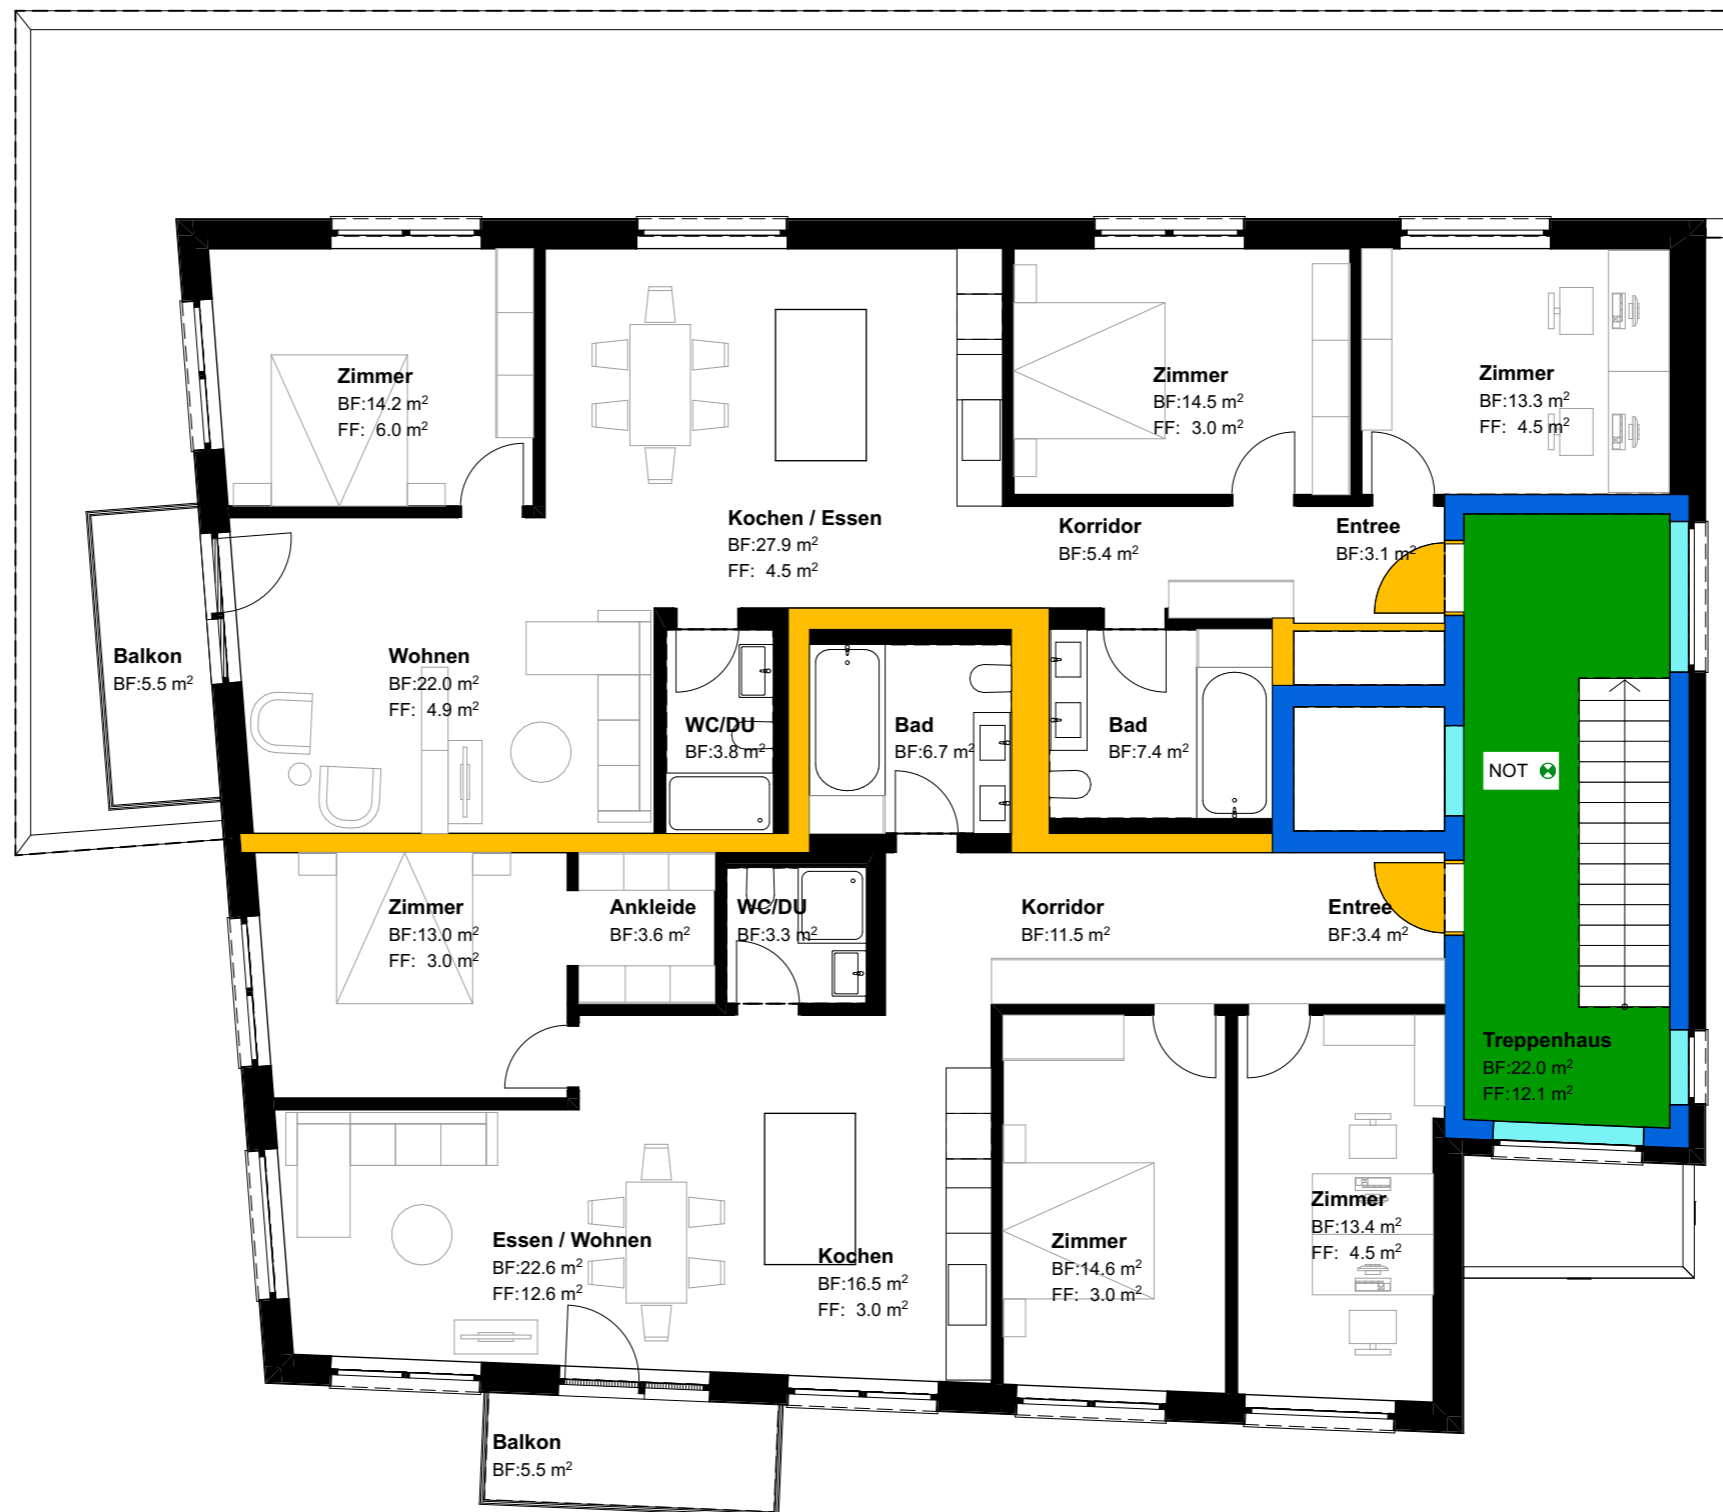 Zimmer
BF:14.2 m²
FF: 6.0 m²
Kochen / Essen
BF:27.9 m²
FF: 4.5 m²
Zimmer
BF:14.5 m²
FF: 3.0 m²
Zimmer
BF:13.3 m²
FF: 4.5 m²
Korridor
BF:5.4 m²
Entree
BF:3.1 m²
Balkon
BF:5.5 m²
Wohnen
BF:22.0 m²
FF: 4.9 m²
WC/DU
BF:3.8 m²
Bad
BF:6.7 m²
Bad
BF:7.4 m²
NOT
Zimmer
BF:13.0 m²
FF: 3.0 m²
Ankleide
BF:3.6 m²
WC/DU
BF:3.3 m²
Korridor
BF:11.5 m²
Entree
BF:3.4 m²
Treppenhaus
BF:22.0 m²
FF:12.1 m²
Essen / Wohnen
BF:22.6 m²
FF:12.6 m²
Kochen
BF:16.5 m²
FF: 3.0 m²
Zimmer
BF:14.6 m²
FF: 3.0 m²
Zimmer
BF:13.4 m²
FF: 4.5 m²
Balkon
BF:5.5 m²